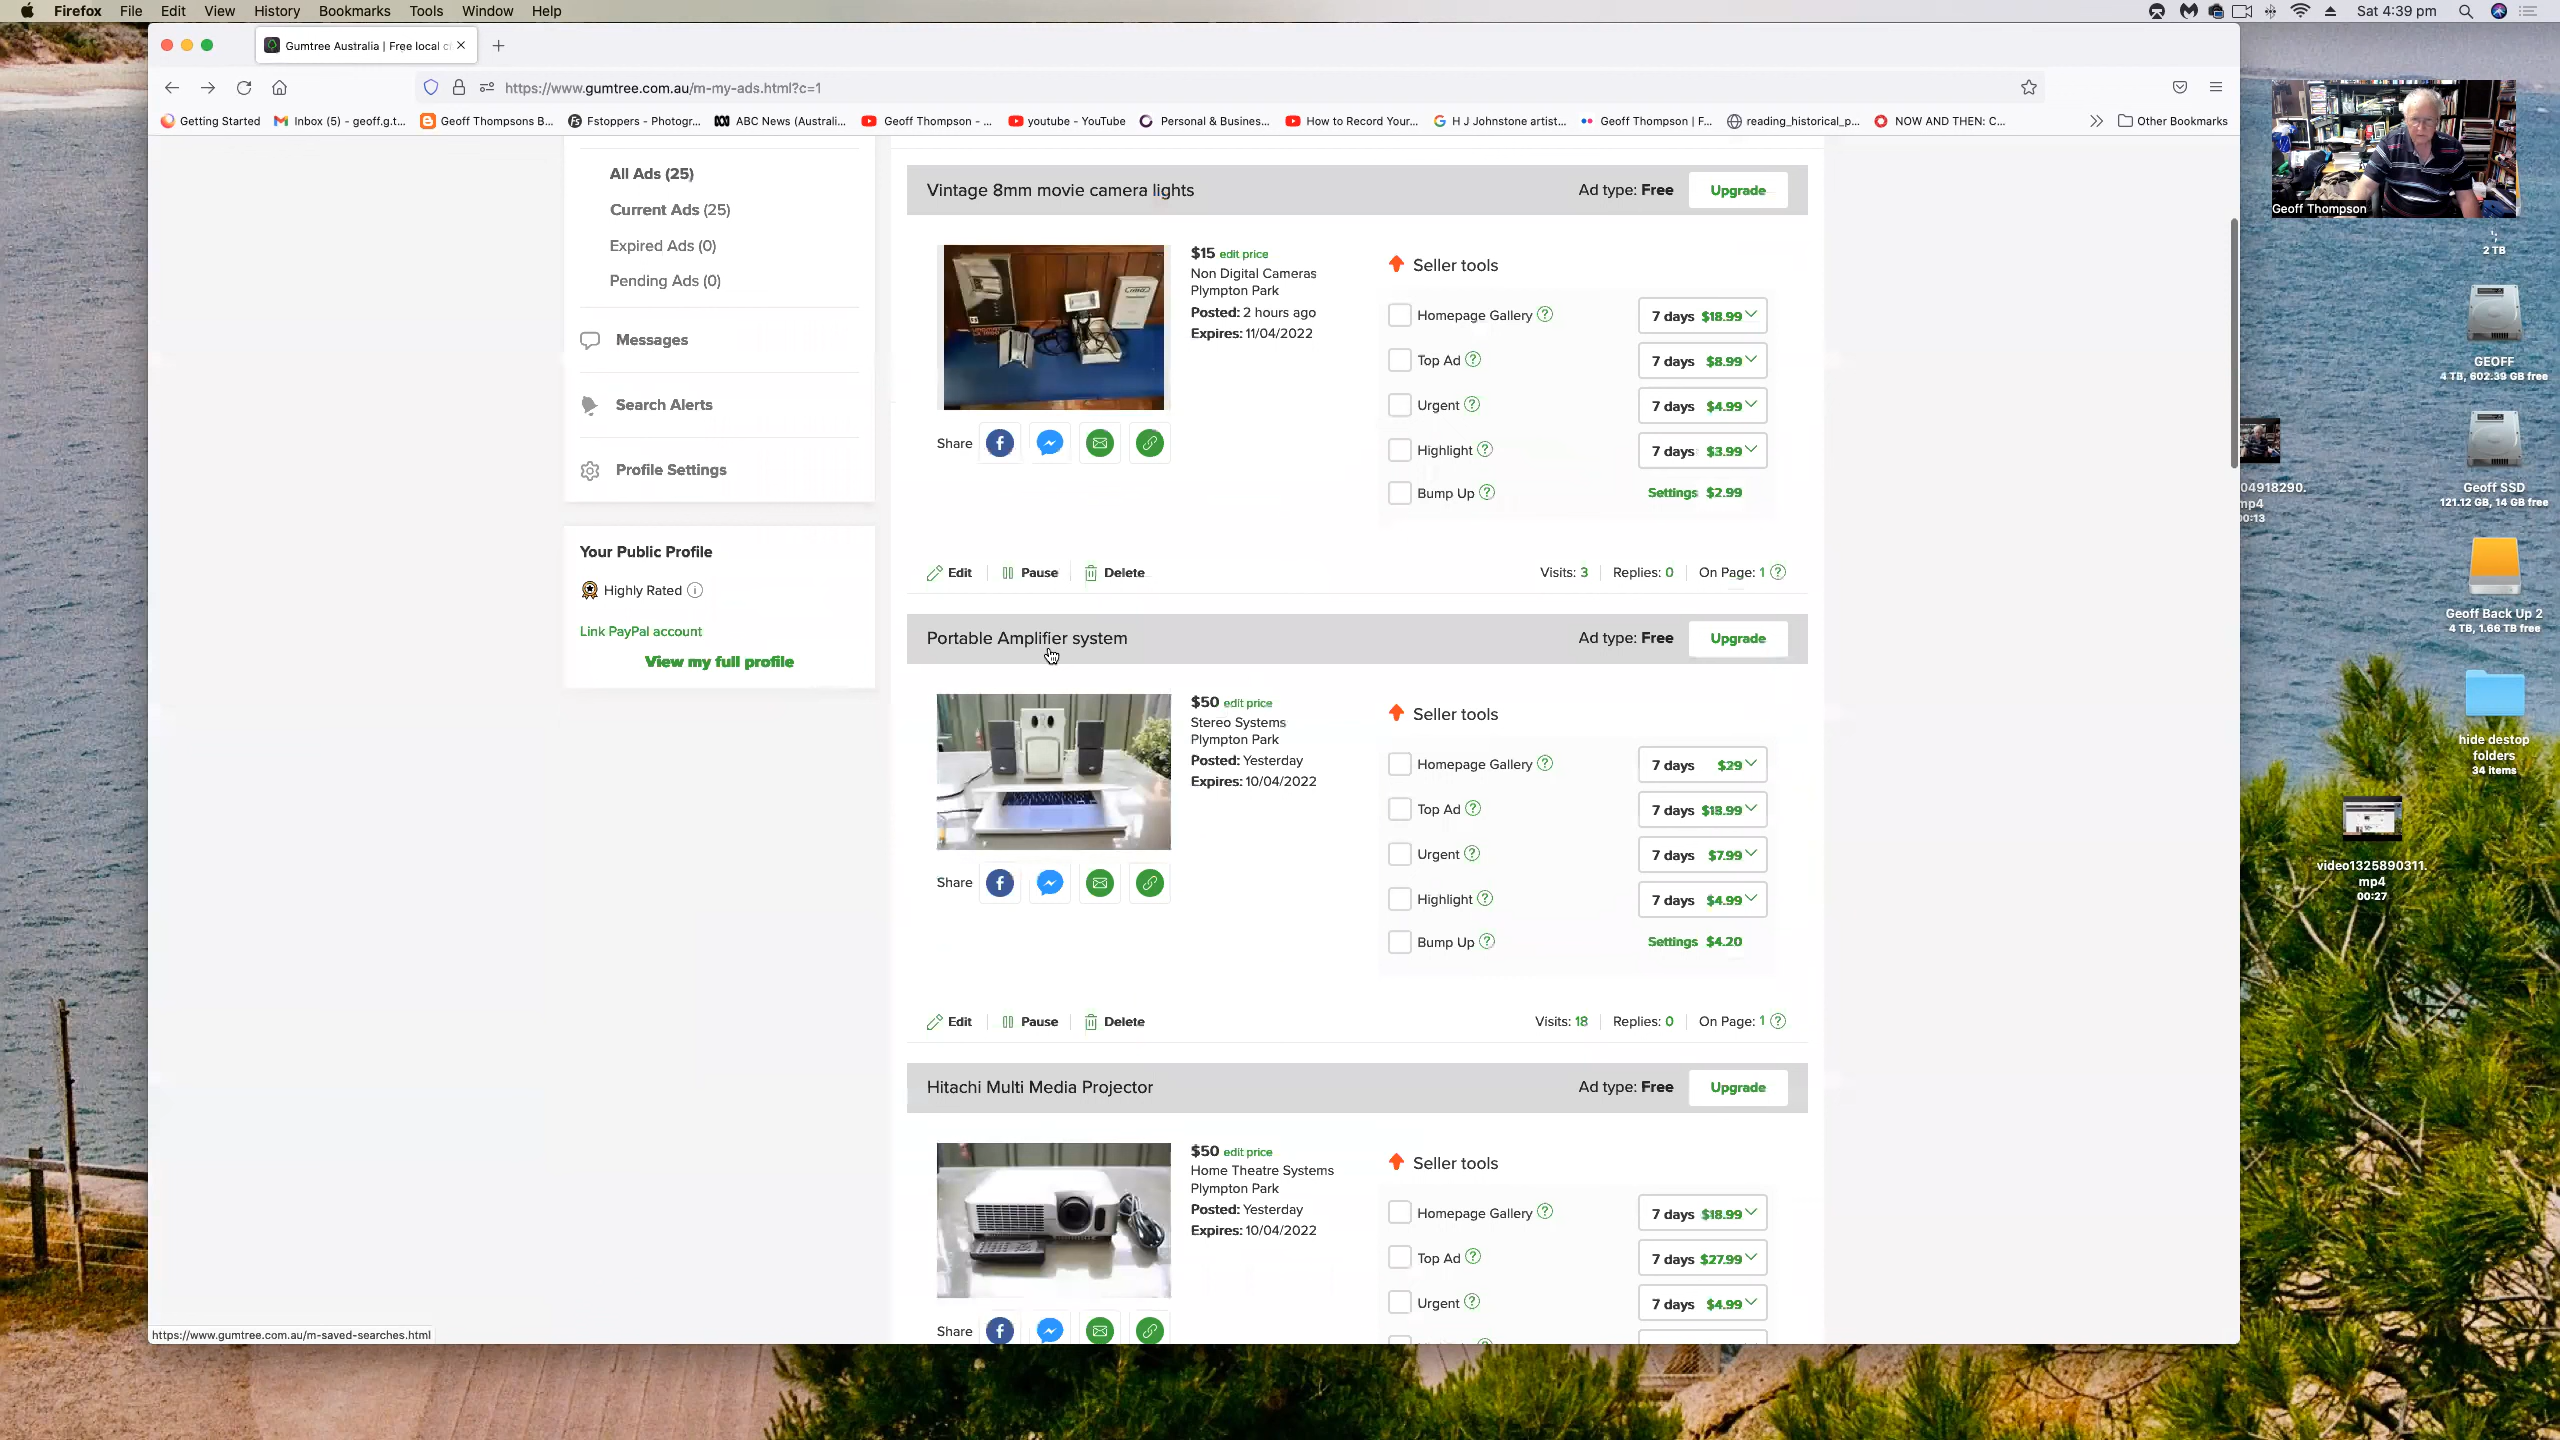 Firefox File Edit View History Bookmarks Tools Window Help
Sat 4:39 pm
Gumtree Australia | Free local c
https://www.gumtree.com.au/m-my-ads.html?c=1
Getting Started Inbox (5) - geoff.g.t... Geoff Thompsons B... Fstoppers - Photogr... ABC News (Australi... Geoff Thompson - ... youtube - YouTube Personal & Busines... How to Record Your... H J Johnstone artist... Geoff Thompson | F... reading_historical_p... NOW AND THEN: C... Other Bookmarks
All Ads (25)
Current Ads (25)
Expired Ads (0)
Pending Ads (0)
Messages
Search Alerts
Profile Settings
Your Public Profile
Highly Rated
Link PayPal account
View my full profile
Vintage 8mm movie camera lights Ad type: Free Upgrade
$15 edit price
Non Digital Cameras
Plympton Park
Posted: 2 hours ago
Expires: 11/04/2022
Share
Seller tools
Homepage Gallery ? 7 days $18.99
Top Ad ? 7 days $8.99
Urgent ? 7 days $4.99
Highlight ? 7 days $3.99
Bump Up ? Settings $2.99
Edit Pause Delete Visits: 3 Replies: 0 On Page: 1 ?
Portable Amplifier system Ad type: Free Upgrade
$50 edit price
Stereo Systems
Plympton Park
Posted: Yesterday
Expires: 10/04/2022
Share
Seller tools
Homepage Gallery ? 7 days $29
Top Ad ? 7 days $13.99
Urgent ? 7 days $7.99
Highlight ? 7 days $4.99
Bump Up ? Settings $4.20
Edit Pause Delete Visits: 18 Replies: 0 On Page: 1 ?
Hitachi Multi Media Projector Ad type: Free Upgrade
$50 edit price
Home Theatre Systems
Plympton Park
Posted: Yesterday
Expires: 10/04/2022
Share
Seller tools
Homepage Gallery ? 7 days $18.99
Top Ad ? 7 days $27.99
Urgent ? 7 days $4.99
https://www.gumtree.com.au/m-saved-searches.html
Geoff Thompson
2 TB
GEOFF
4 TB, 602.39 GB free
04918290.
mp4
00:13
Geoff SSD
121.12 GB, 14 GB free
Geoff Back Up 2
4 TB, 1.66 TB free
hide destop
folders
34 items
video1325890311.
mp4
00:27